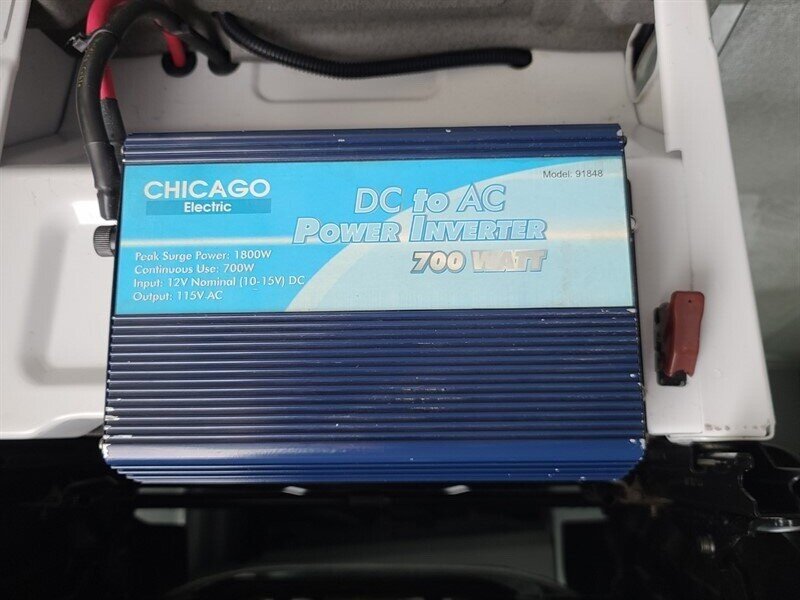 CHICAGO
Electric
Model: 91848
DC to AC
POWER INVERTER
700 WATT
Peak Surge Power: 1800W
Continuous Use: 700W
Input: 12V Nominal (10-15V) DC
Output: 115V AC